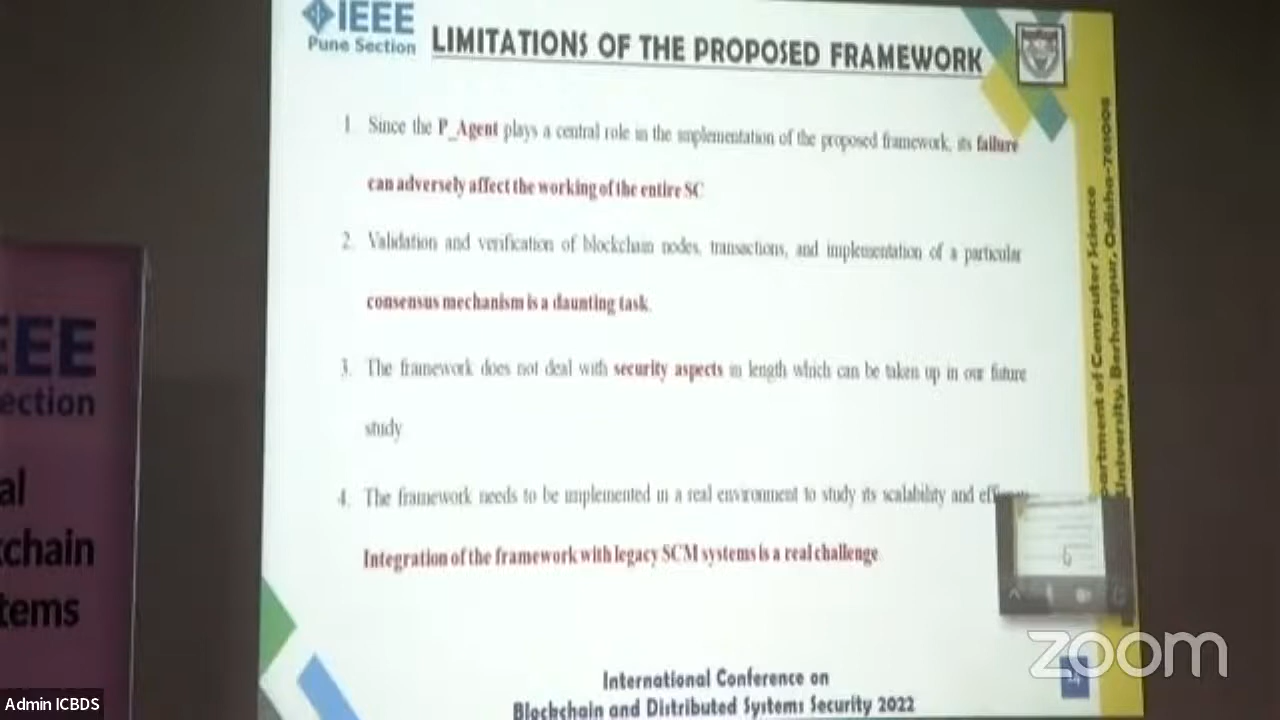 IEEE
Pune Section
LIMITATIONS OF THE PROPOSED FRAMEWORK
1. Since the P_Agent plays a central role in the implementation of the proposed framework, its failure
can adversely affect the working of the entire SC
2. Validation and verification of blockchain nodes, transactions, and implementation of a particular
consensus mechanism is a daunting task.
3. The framework does not deal with security aspects in length which can be taken up in our future
study
4. The framework needs to be implemented in a real environment to study its scalability and
Integration of the framework with legacy SCM systems is a real challenge
International Conference on
Blockchain and Distributed Systems Security 2022
partment of Computer Science
University, Berhampur, Odisha-761008
EEE
ection
al
kchain
tems
zoom
Admin ICBDS